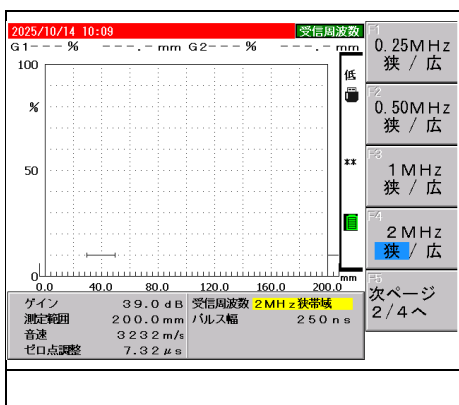 2025/10/14 10:09 受信周波数
G1--- % ---.- mm G2--- % ---.- mm
100
%
50
0
低
**
0.0 40.0 80.0 120.0 160.0 200.0 mm
ゲイン 39.0dB 受信周波数 2MHz狭帯域
測定範囲 200.0mm パルス幅 250ns
音速 3232m/s
ゼロ点調整 7.32μs
F1
0.25MHz
狭 / 広
F2
0.50MHz
狭 / 広
F3
1MHz
狭 / 広
F4
2MHz
狭 / 広
F5
次ページ
2/4へ